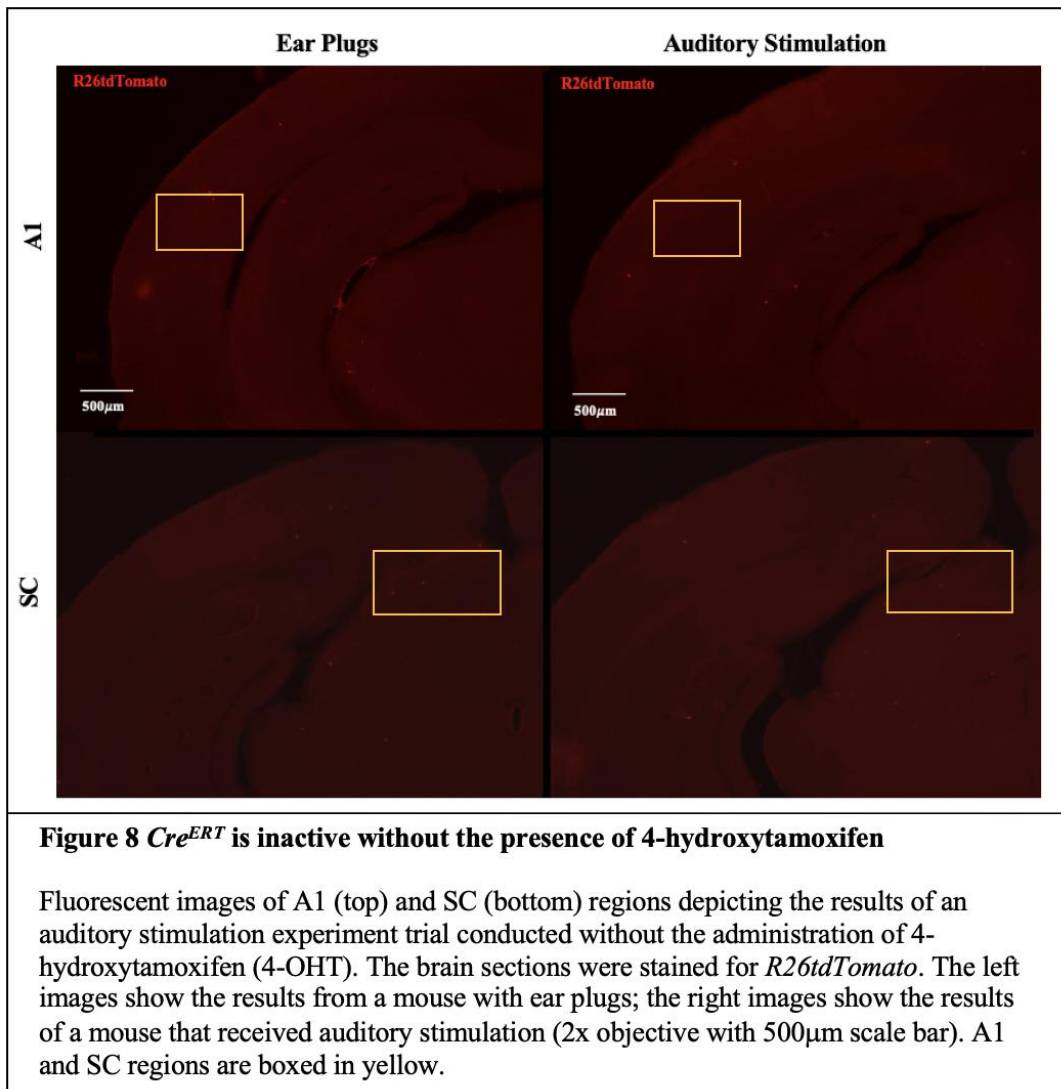 Ear Plugs
Auditory Stimulation
R26tdTomato
R26tdTomato
A1
500μm
500μm
SC
Figure 8 Cre^ERT is inactive without the presence of 4-hydroxytamoxifen
Fluorescent images of A1 (top) and SC (bottom) regions depicting the results of an
auditory stimulation experiment trial conducted without the administration of 4-
hydroxytamoxifen (4-OHT). The brain sections were stained for R26tdTomato. The left
images show the results from a mouse with ear plugs; the right images show the results
of a mouse that received auditory stimulation (2x objective with 500μm scale bar). A1
and SC regions are boxed in yellow.